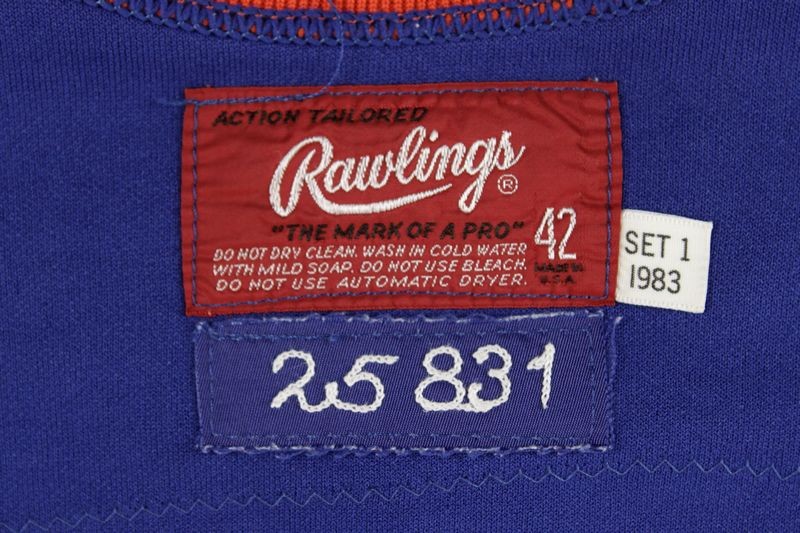 ACTION TAILORED
Rawlings®
"THE MARK OF A PRO" 42
DO NOT DRY CLEAN. WASH IN COLD WATER
WITH MILD SOAP. DO NOT USE BLEACH.
DO NOT USE AUTOMATIC DRYER.
MADE IN
U.S.A.
SET 1
1983
25 831